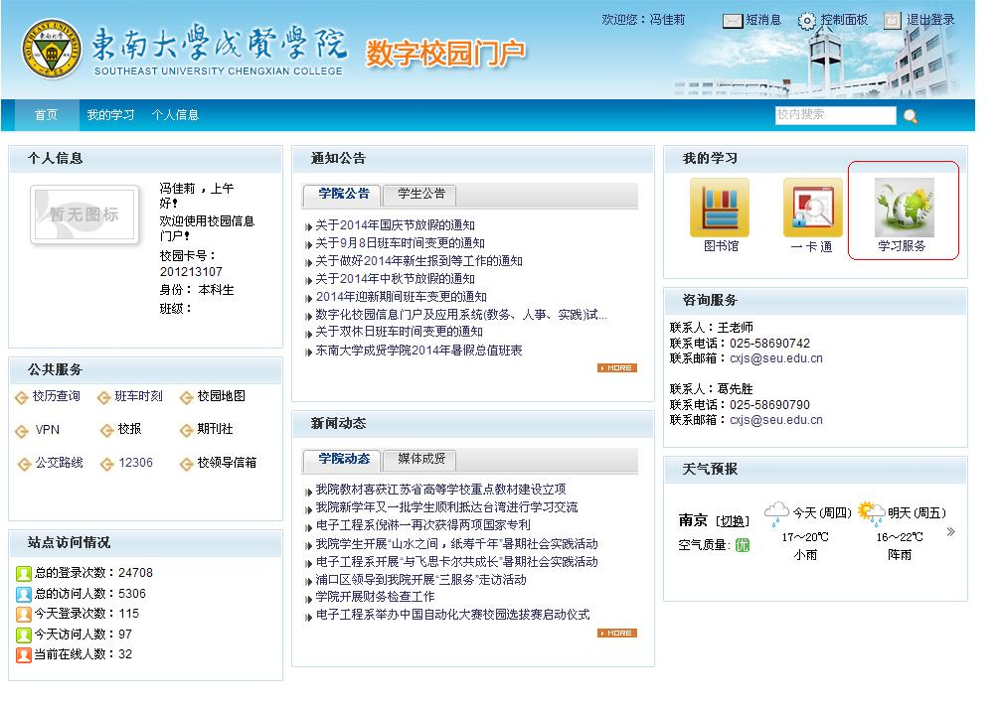 欢迎您：冯佳莉 短消息 控制面板 退出登录
東南大學成賢學院
SOUTHEAST UNIVERSITY CHENGXIAN COLLEGE
数字校园门户
首页 我的学习 个人信息 校内搜索
个人信息
暂无图标
冯佳莉 ，上午
好！
欢迎使用校园信息
门户！
校园卡号：
201213107
身份： 本科生
班级：
公共服务
校历查询 班车时刻 校园地图
VPN 校报 期刊社
公交路线 12306 校领导信箱
站点访问情况
总的登录次数：24708
总的访问人数：5306
今天登录次数：115
今天访问人数：97
当前在线人数：32
通知公告
学院公告 学生公告
关于2014年国庆节放假的通知
关于9月8日班车时间变更的通知
关于做好2014年新生报到等工作的通知
关于2014年中秋节放假的通知
2014年迎新期间班车变更的通知
数字化校园信息门户及应用系统(教务、人事、实践)试...
关于双休日班车时间变更的通知
东南大学成贤学院2014年暑假总值班表
MORE
新闻动态
学院动态 媒体成贤
我院教材喜获江苏省高等学校重点教材建设立项
我院新学年又一批学生顺利抵达台湾进行学习交流
电子工程系倪淋一再次获得两项国家专利
我院学生开展“山水之间，纸寿千年”暑期社会实践活动
电子工程系开展“与飞思卡尔共成长”暑期社会实践活动
浦口区领导到我院开展“三服务”走访活动
学院开展财务检查工作
电子工程系举办中国自动化大赛校园选拔赛启动仪式
MORE
我的学习
图书馆 一卡通 学习服务
咨询服务
联系人：王老师
联系电话：025-58690742
联系邮箱：cxjs@seu.edu.cn
联系人：葛先胜
联系电话：025-58690790
联系邮箱：cxjs@seu.edu.cn
天气预报
南京 [切换]
空气质量: 优
今天 (周四)
17～20℃
小雨
明天 (周五)
16～22℃
阵雨